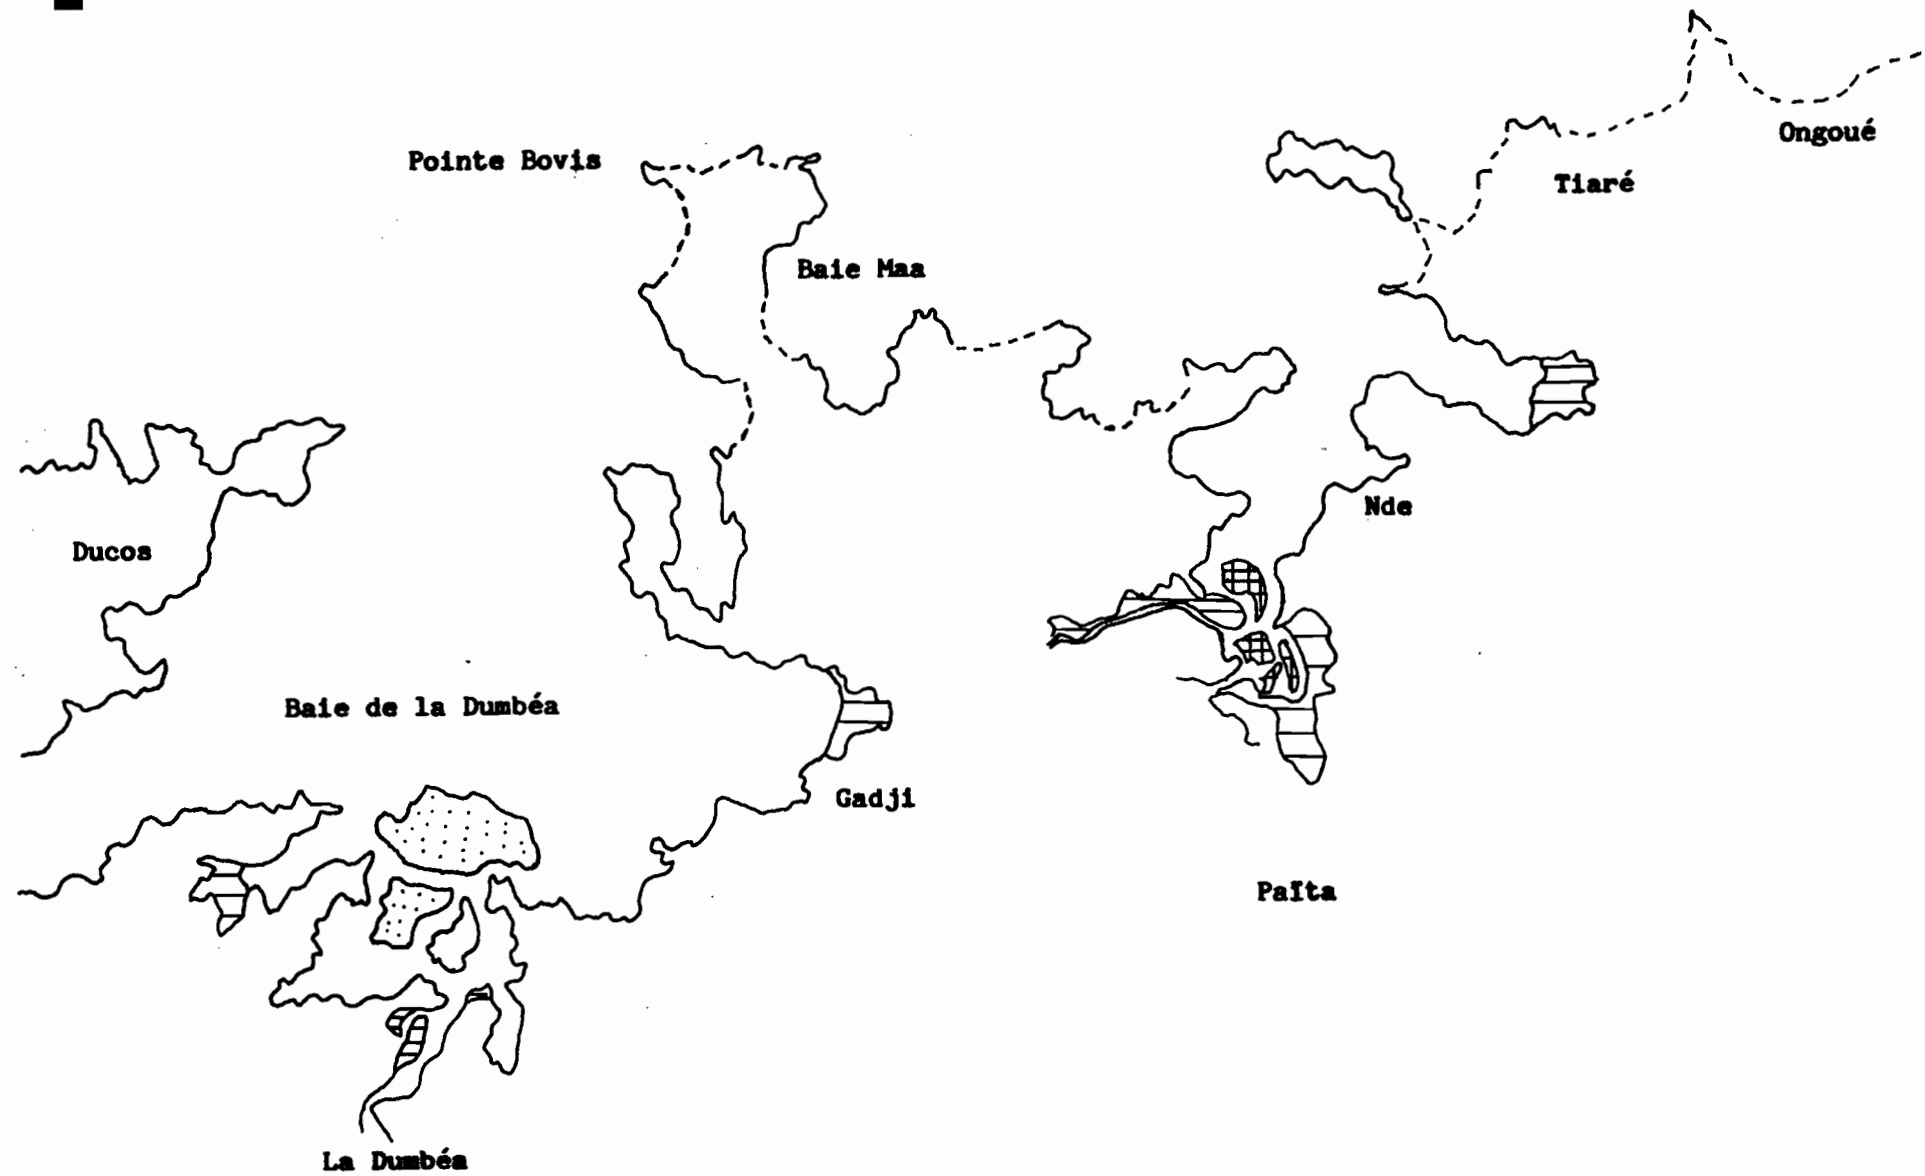 Ongoué
Pointe Bovis
Tiaré
Baie Maa
Nde
Ducos
Baie de la Dumbéa
Gadji
Païta
La Dumbéa